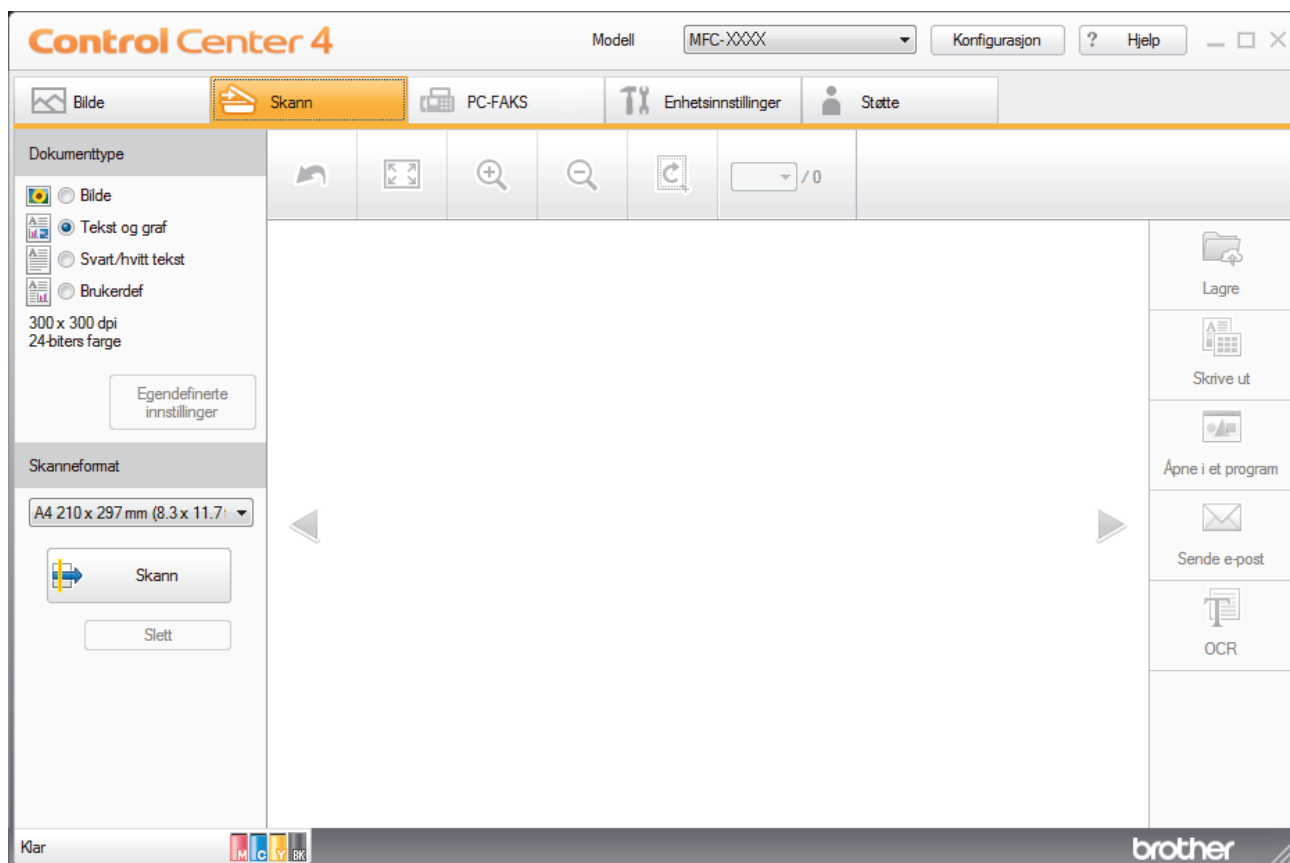 Control Center 4
Modell
MFC-XXXX
Konfigurasjon
? Hjelp
Bilde
Skann
PC-FAKS
Enhetsinnstillinger
Støtte
Dokumenttype
Bilde
Tekst og graf
Svart/hvitt tekst
Brukerdef
300 x 300 dpi
24-biters farge
Egendefinerte
innstillinger
Skanneformat
A4 210 x 297 mm (8.3 x 11.7
Skann
Slett
/ 0
Lagre
Skrive ut
Åpne i et program
Sende e-post
OCR
Klar
M C Y BK
brother